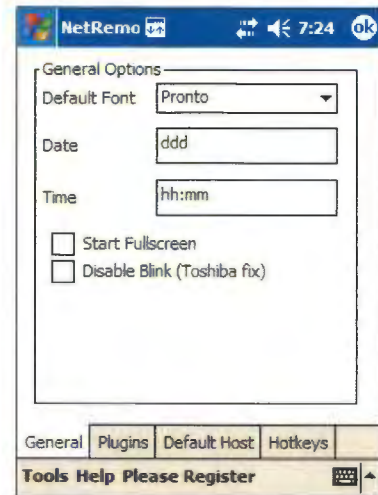 NetRemo 7:24 ok
General Options
Default Font Pronto
Date ddd
Time hh:mm
Start Fullscreen
Disable Blink (Toshiba fix)
General Plugins Default Host Hotkeys
Tools Help Please Register